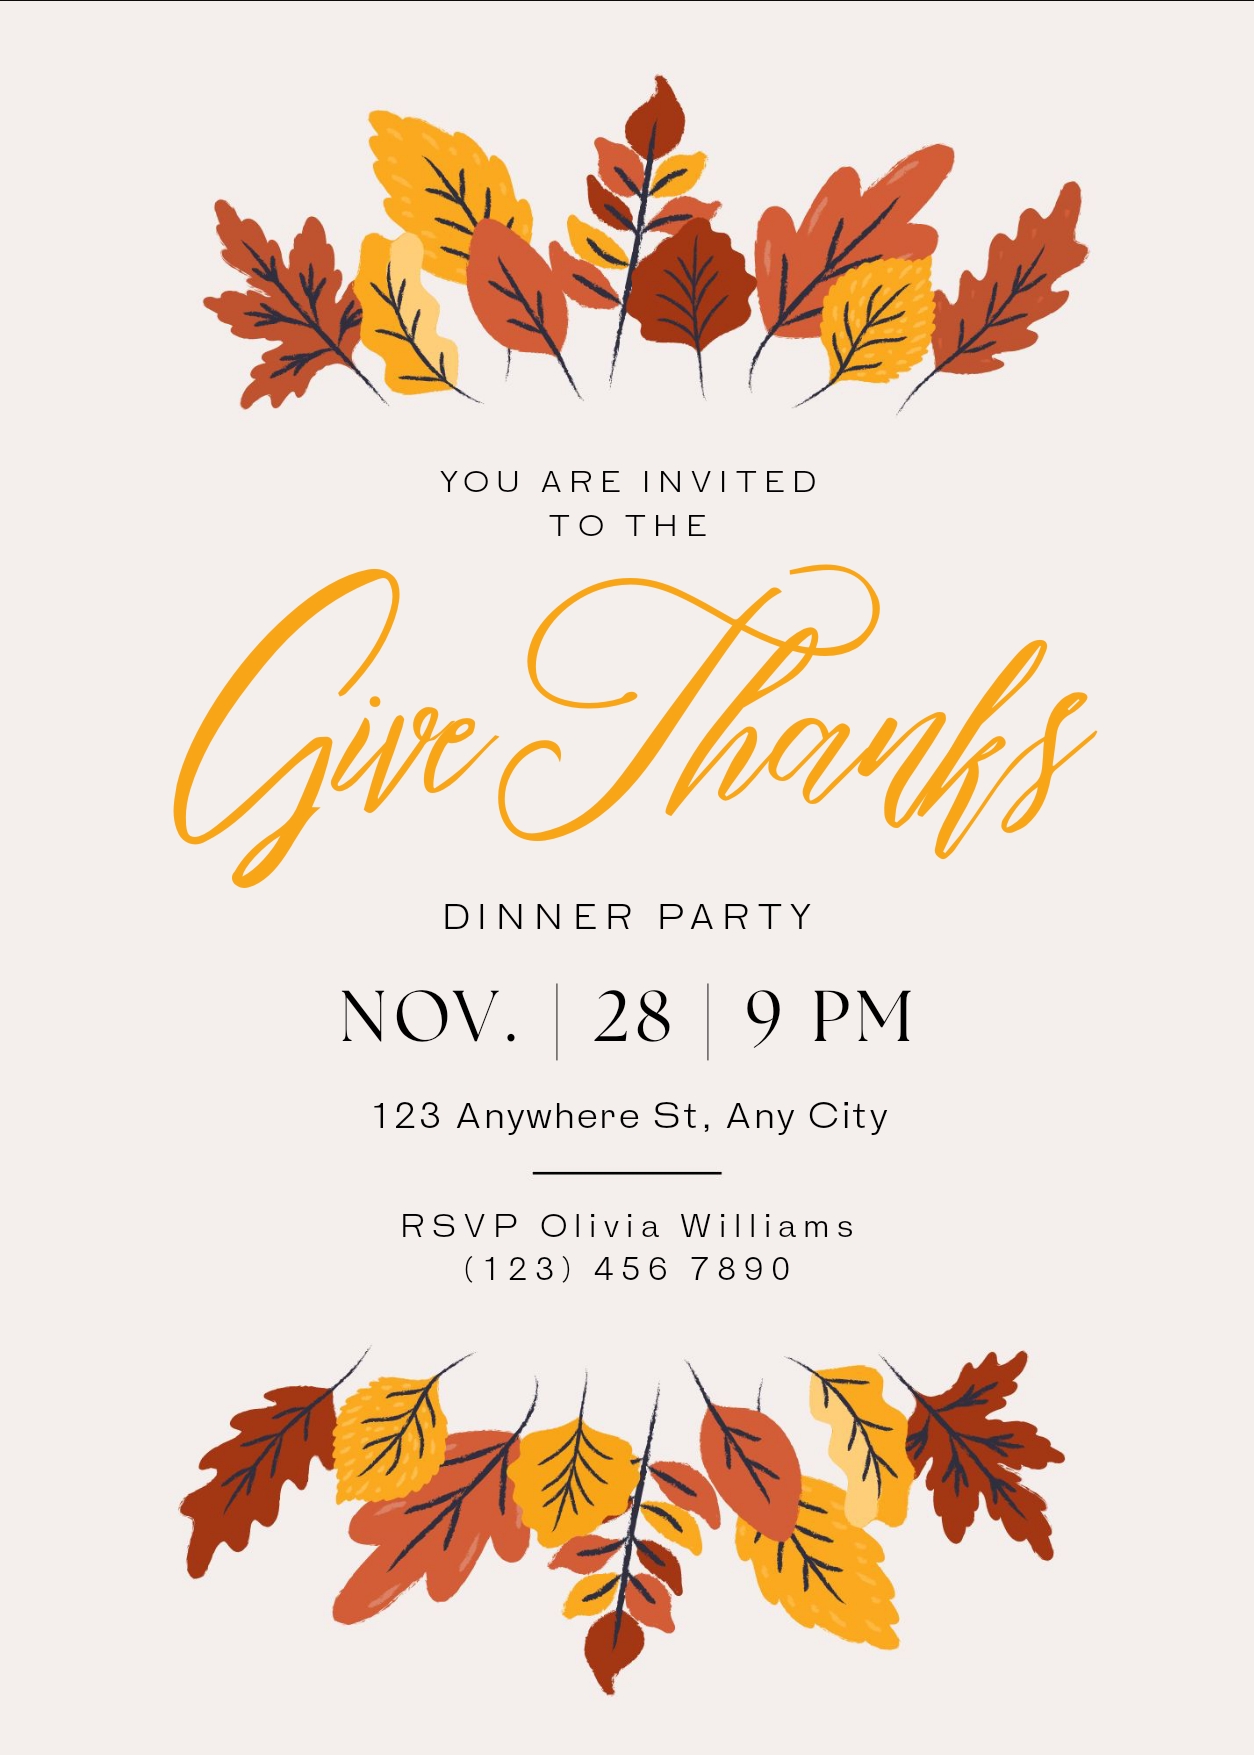 YOU ARE INVITED
TO THE
Give Thanks
DINNER PARTY
NOV. | 28 | 9 PM
123 Anywhere St, Any City
RSVP Olivia Williams
(123) 456 7890